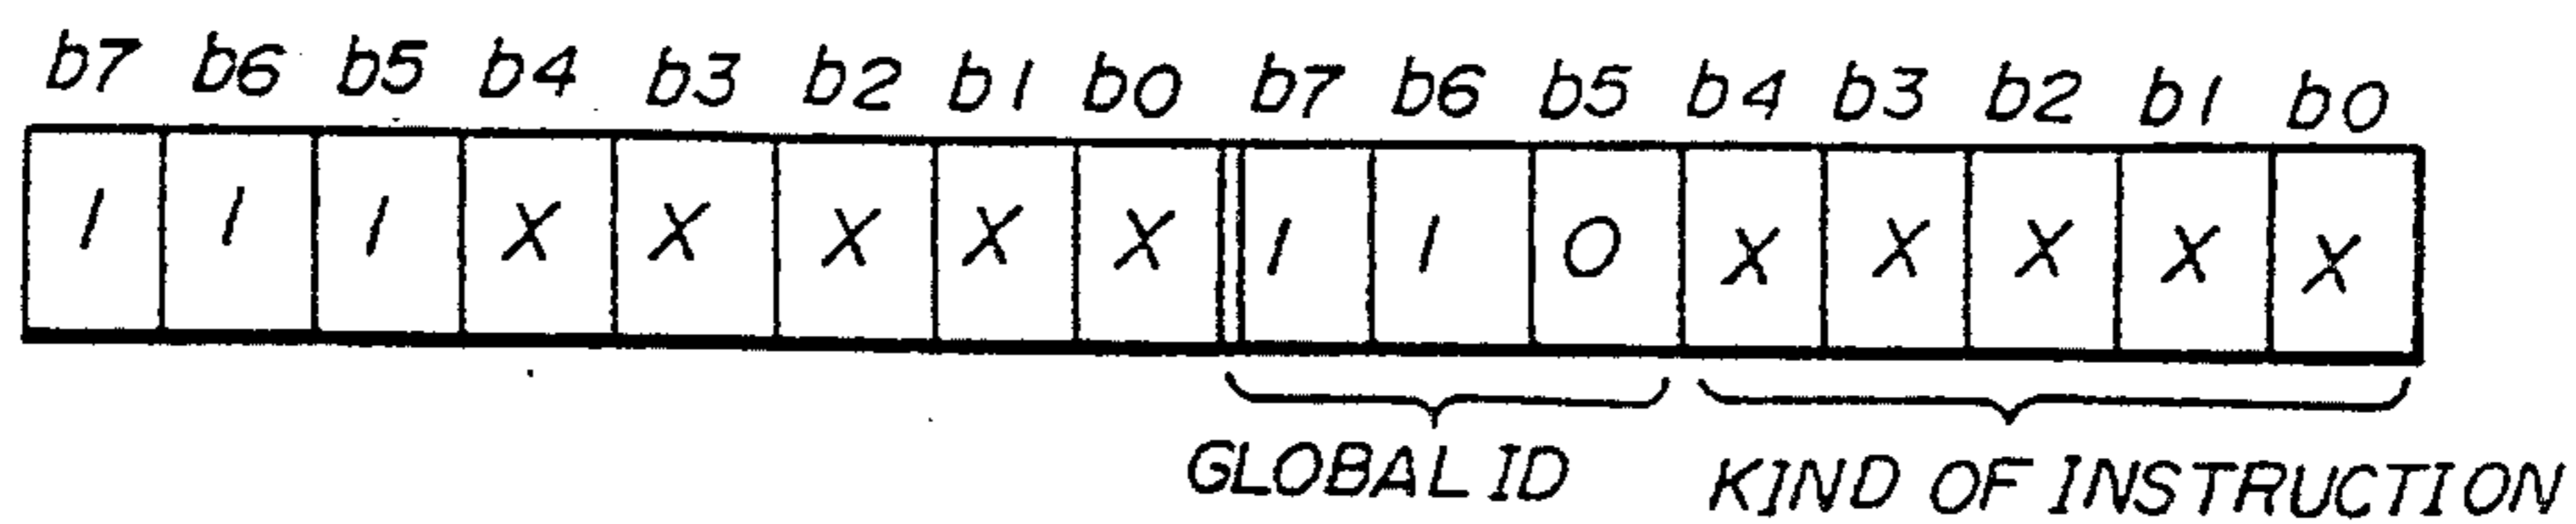 b7 b6 b5 b4 b3 b2 b1 b0 b7 b6 b5 b4 b3 b2 b1 b0
1 1 1 X X X X X 1 1 0 X X X X X
GLOBAL ID KIND OF INSTRUCTION